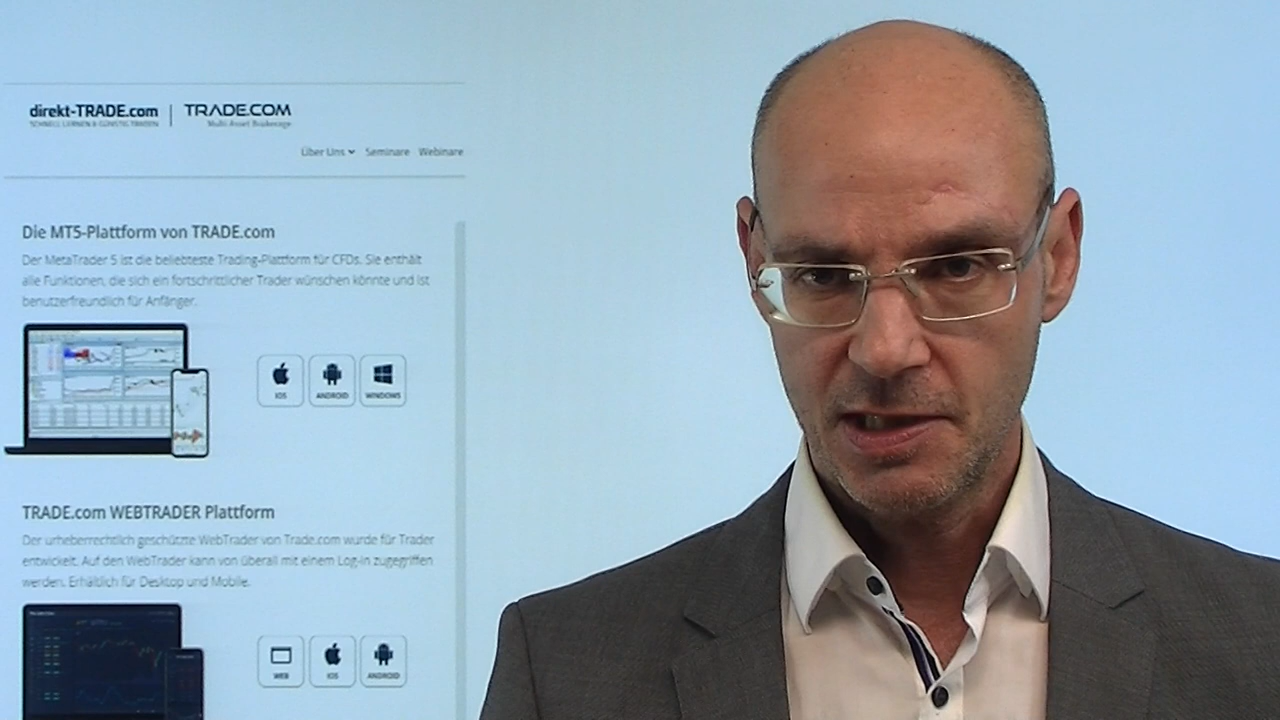 direkt-TRADE.com | TRADE.COM
SCHNELL LERNEN & GÜNSTIG TRADEN
Multi Asset Brokerage
Über Uns Seminare Webinare
Die MT5-Plattform von TRADE.com
Der MetaTrader 5 ist die beliebteste Trading-Plattform für CFDs. Sie enthält
alle Funktionen, die sich ein fortschrittlicher Trader wünschen könnte und ist
benutzerfreundlich für Anfänger.
IOS ANDROID WINDOWS
TRADE.com WEBTRADER Plattform
Der urheberrechtlich geschützte WebTrader von Trade.com wurde für Trader
entwickelt. Auf den WebTrader kann von überall mit einem Log-in zugegriffen
werden. Erhältlich für Desktop und Mobile.
WEB IOS ANDROID